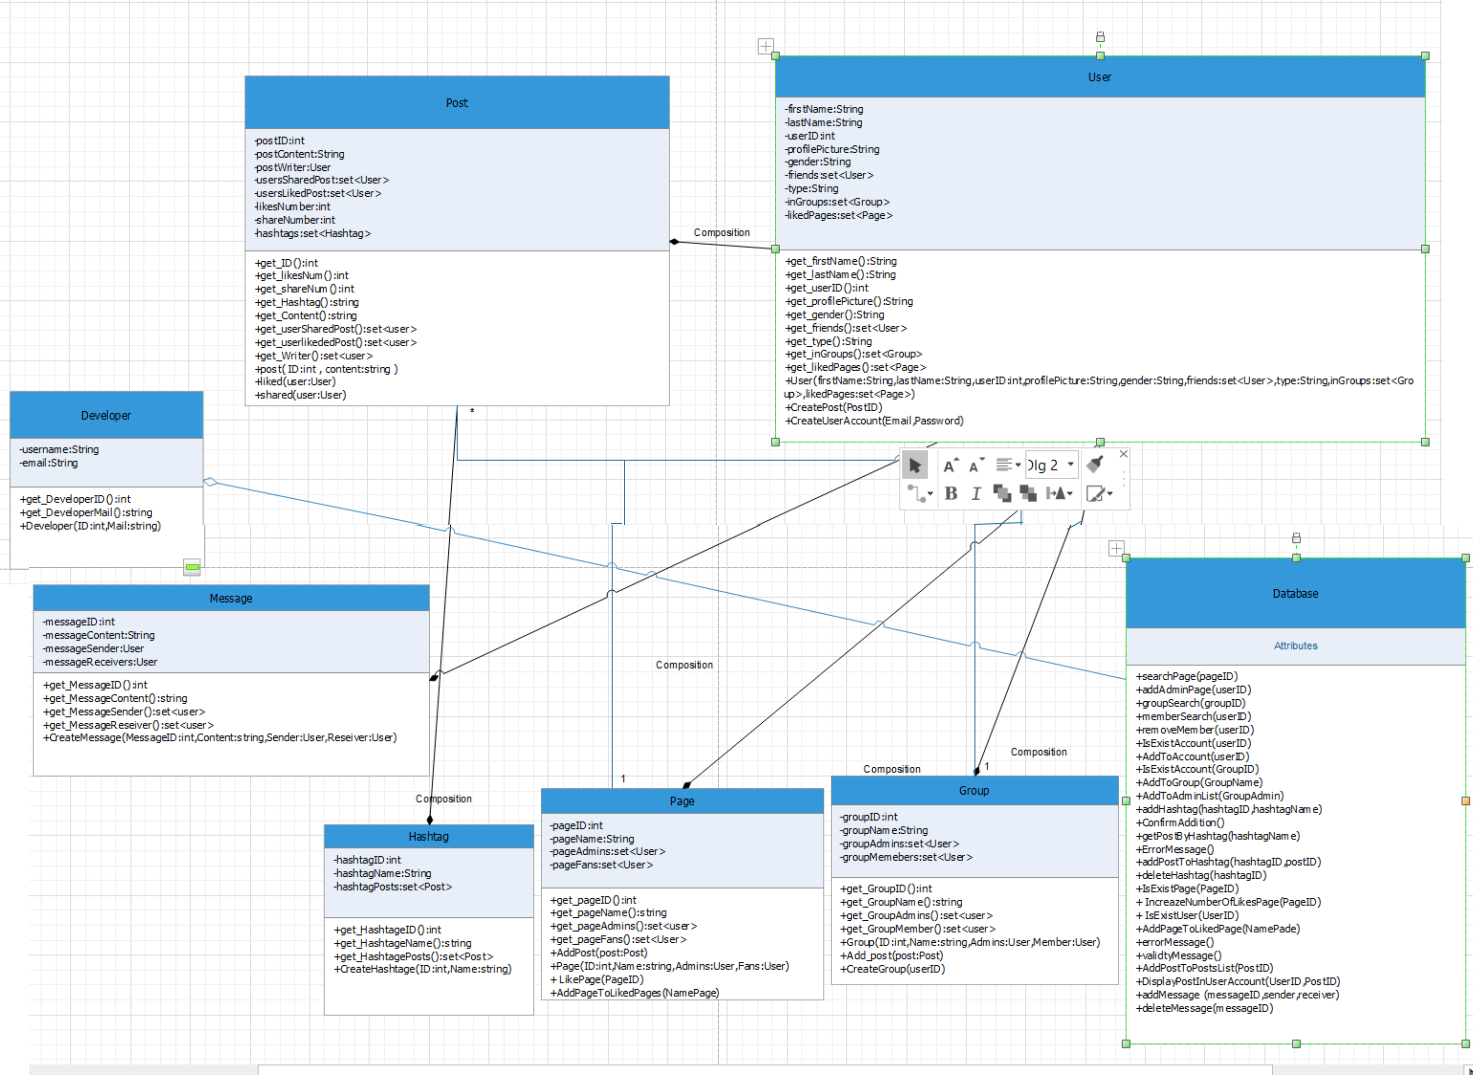 Post
-postID:int
-postContent:String
-postWriter:User
-usersSharedPost:set<User>
-usersLikedPost:set<User>
-likesNumber:int
-shareNumber:int
-hashtags:set<Hashtag>
+get_ID():int
+get_likesNum():int
+get_shareNum():int
+get_Hashtag():string
+get_Content():string
+get_userSharedPost():set<user>
+get_userlikededPost():set<user>
+get_Writer():set<user>
+post( ID:int , content:string )
+liked(user:User)
+shared(user:User)
*
Composition
User
-firstName:String
-lastName:String
-userID:int
-profilePicture:String
-gender:String
-friends:set<User>
-type:String
-inGroups:set<Group>
-likedPages:set<Page>
+get_firstName():String
+get_lastName():String
+get_userID():int
+get_profilePicture():String
+get_gender():String
+get_friends():set<User>
+get_type():String
+get_inGroups():set<Group>
+get_likedPages():set<Page>
+User(firstName:String,lastName:String,userID:int,profilePicture:String,gender:String,friends:set<User>,type:String,inGroups:set<Gro
up>,likedPages:set<Page>)
+CreatePost(PostID)
+CreateUserAccount(Email,Password)
Developer
-username:String
-email:String
+get_DeveloperID():int
+get_DeveloperMail():string
+Developer(ID:int,Mail:string)
A A Dlg 2
B I A
Message
-messageID:int
-messageContent:String
-messageSender:User
-messageReceivers:User
+get_MessageID():int
+get_MessageContent():string
+get_MessageSender():set<user>
+get_MessageReseiver():set<user>
+CreateMessage(MessageID:int,Content:string,Sender:User,Reseiver:User)
Composition
Composition
Composition
Composition
1
1
Hashtag
-hashtagID:int
-hashtagName:String
-hashtagPosts:set<Post>
+get_HashtageID():int
+get_HashtageName():string
+get_HashtagePosts():set<Post>
+CreateHashtage(ID:int,Name:string)
Page
-pageID:int
-pageName:String
-pageAdmins:set<User>
-pageFans:set<User>
+get_pageID():int
+get_pageName():string
+get_pageAdmins():set<user>
+get_pageFans():set<User>
+AddPost(post:Post)
+Page(ID:int,Name:string,Admins:User,Fans:User)
+ LikePage(PageID)
+AddPageToLikedPages(NamePage)
Group
-groupID:int
-groupName:String
-groupAdmins:set<User>
-groupMemebers:set<User>
+get_GroupID():int
+get_GroupName():string
+get_GroupAdmins():set<user>
+get_GroupMember():set<user>
+Group(ID:int,Name:string,Admins:User,Member:User)
+Add_post(post:Post)
+CreateGroup(userID)
Database
Attributes
+searchPage(pageID)
+addAdminPage(userID)
+groupSearch(groupID)
+memberSearch(userID)
+removeMember(userID)
+IsExistAccount(userID)
+AddToAccount(userID)
+IsExistAccount(GroupID)
+AddToGroup(GroupName)
+AddToAdminList(GroupAdmin)
+addHashtag(hashtagID,hashtagName)
+ConfirmAddition()
+getPostByHashtag(hashtagName)
+ErrorMessage()
+addPostToHashtag(hashtagID,postID)
+deleteHashtag(hashtagID)
+IsExistPage(PageID)
+ IncreazeNumberOfLikesPage(PageID)
+ IsExistUser(UserID)
+AddPageToLikedPage(NamePade)
+errorMessage()
+validtyMessage()
+AddPostToPostsList(PostID)
+DisplayPostInUserAccount(UserID,PostID)
+addMessage (messageID,sender,receiver)
+deleteMessage(messageID)